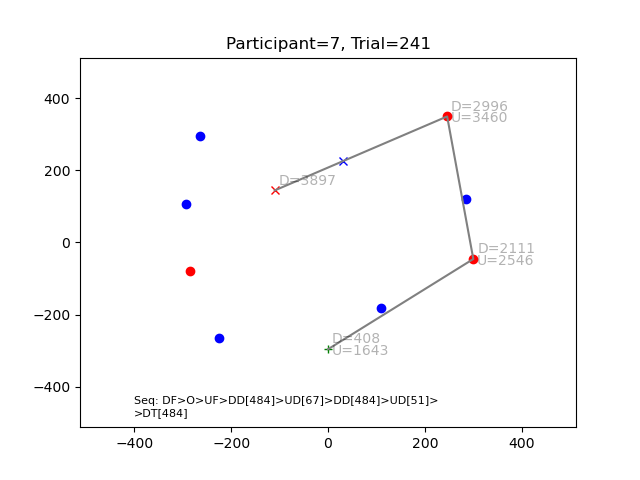 Participant=7, Trial=241
400
200
0
−200
−400
D=2996
U=3460
D=3897
D=2111
U=2546
D=408
U=1643
Seq: DF>O>UF>DD[484]>UD[67]>DD[484]>UD[51]>
>DT[484]
−400
−200
0
200
400